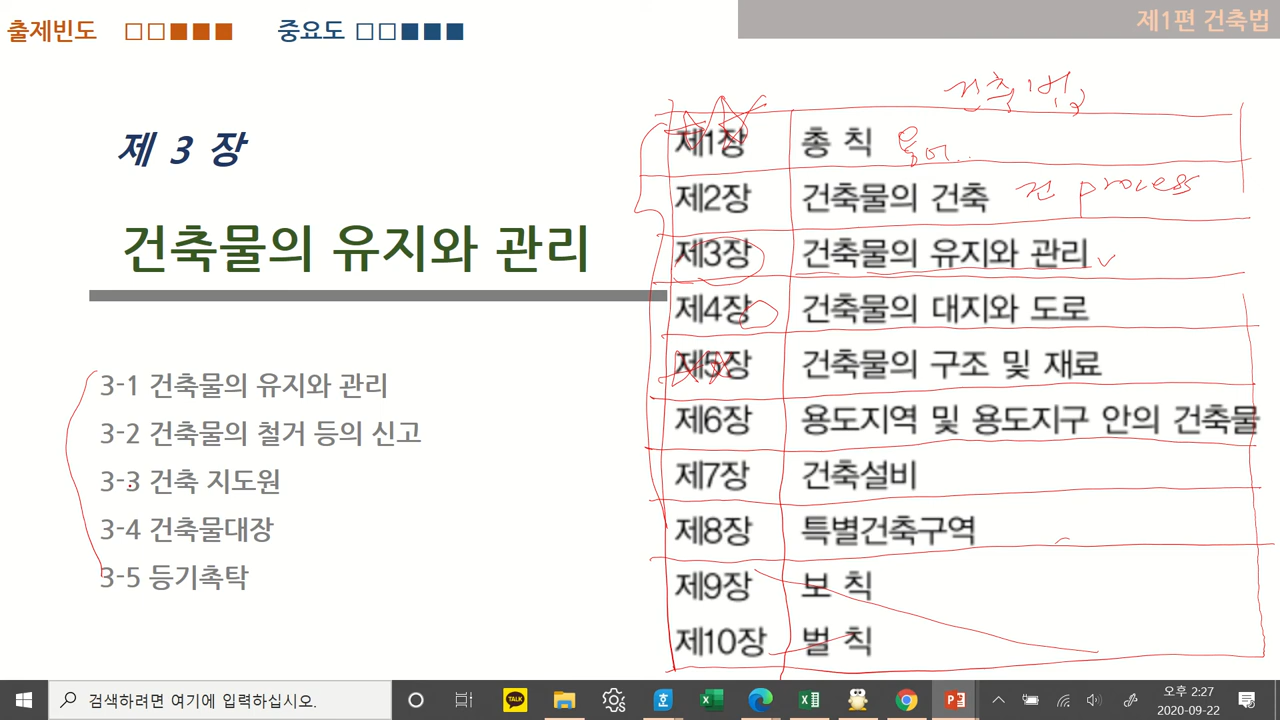 출제빈도 □□■■■ 중요도 □□■■■
제1편 건축법
제 3 장
건축물의 유지와 관리
3-1 건축물의 유지와 관리
3-2 건축물의 철거 등의 신고
3-3 건축 지도원
3-4 건축물대장
3-5 등기촉탁
건축법
제1장 총 칙 용어..
제2장 건축물의 건축 건 process
제3장 건축물의 유지와 관리
제4장 건축물의 대지와 도로
제5장 건축물의 구조 및 재료
제6장 용도지역 및 용도지구 안의 건축물
제7장 건축설비
제8장 특별건축구역
제9장 보 칙
제10장 벌 칙
검색하려면 여기에 입력하십시오.
TALK
오후 2:27
2020-09-22